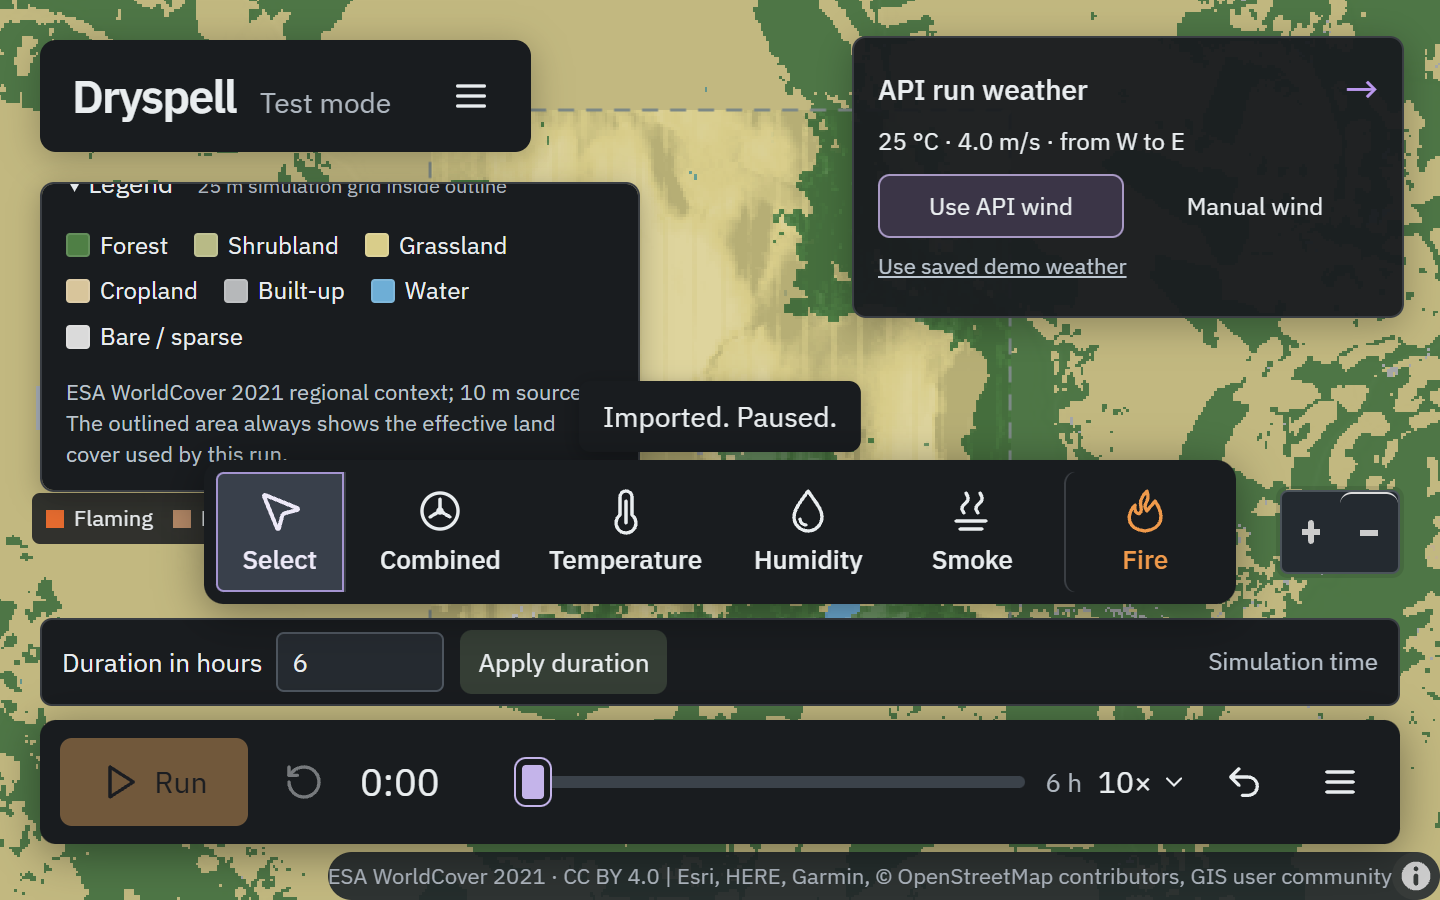 Dryspell Test mode
API run weather
25 °C · 4.0 m/s · from W to E
Use API wind
Manual wind
Use saved demo weather
Legend 25 m simulation grid inside outline
Forest Shrubland Grassland
Cropland Built-up Water
Bare / sparse
ESA WorldCover 2021 regional context; 10 m source
The outlined area always shows the effective land
cover used by this run.
Imported. Paused.
Flaming
Select Combined Temperature Humidity Smoke Fire
+ −
Duration in hours 6 Apply duration Simulation time
Run 0:00 6 h 10×
ESA WorldCover 2021 · CC BY 4.0 | Esri, HERE, Garmin, © OpenStreetMap contributors, GIS user community